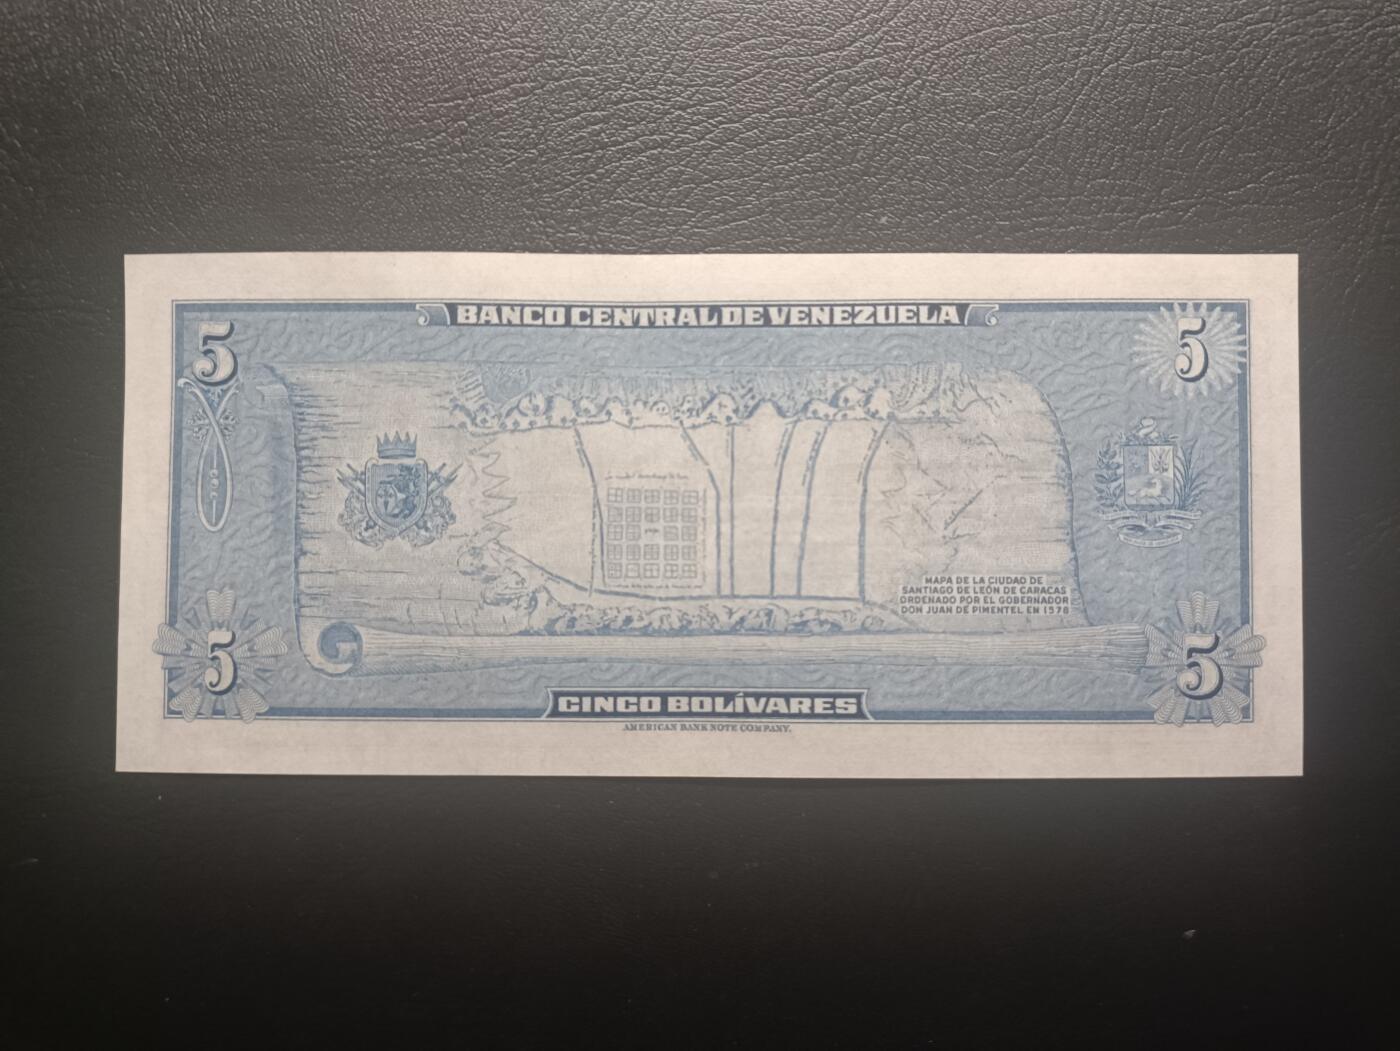 BANCO CENTRAL DE VENEZUELA
5
5
MAPA DE LA CIUDAD DE
SANTIAGO DE LEÓN DE CARACAS
ORDENADO POR EL GOBERNADOR
DON JUAN DE PIMENTEL EN 1578
5
5
CINCO BOLÍVARES
AMERICAN BANK NOTE COMPANY.